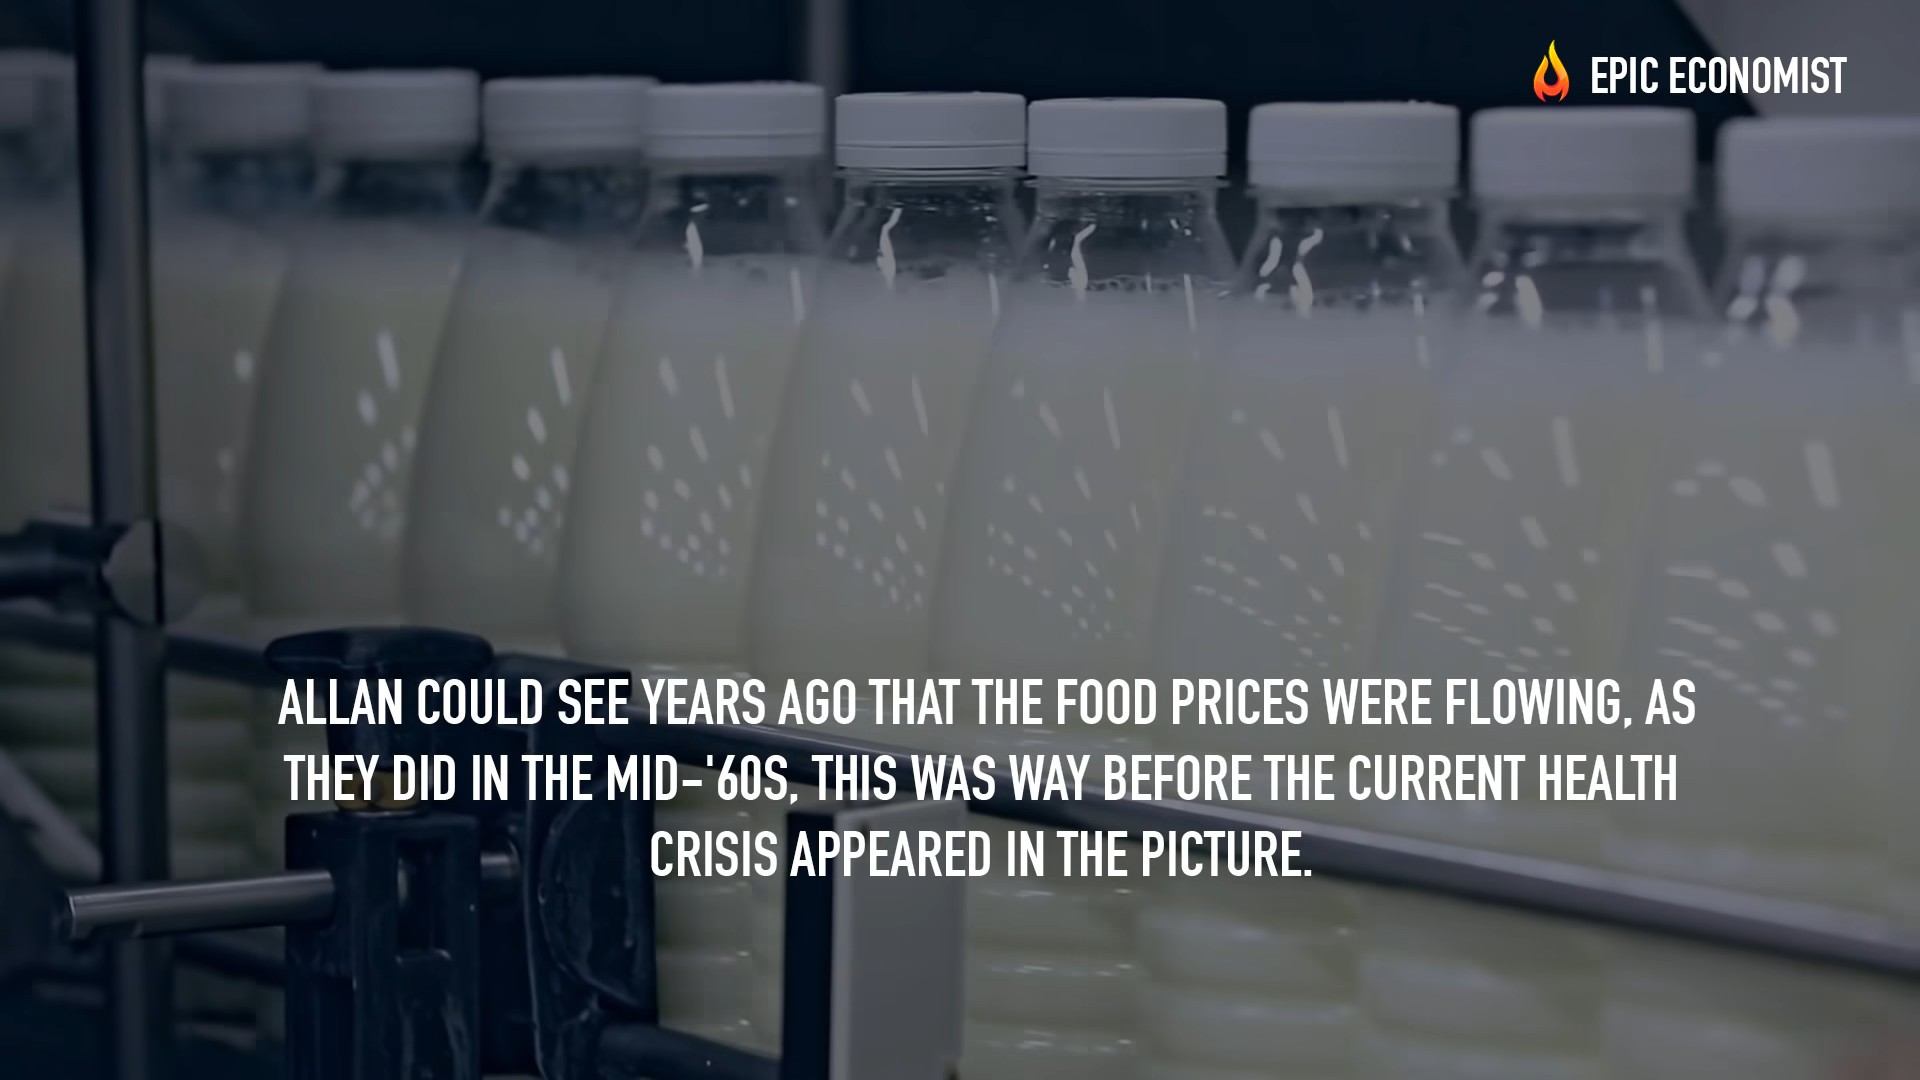 EPIC ECONOMIST
ALLAN COULD SEE YEARS AGO THAT THE FOOD PRICES WERE FLOWING, AS
THEY DID IN THE MID-'60S, THIS WAS WAY BEFORE THE CURRENT HEALTH
CRISIS APPEARED IN THE PICTURE.